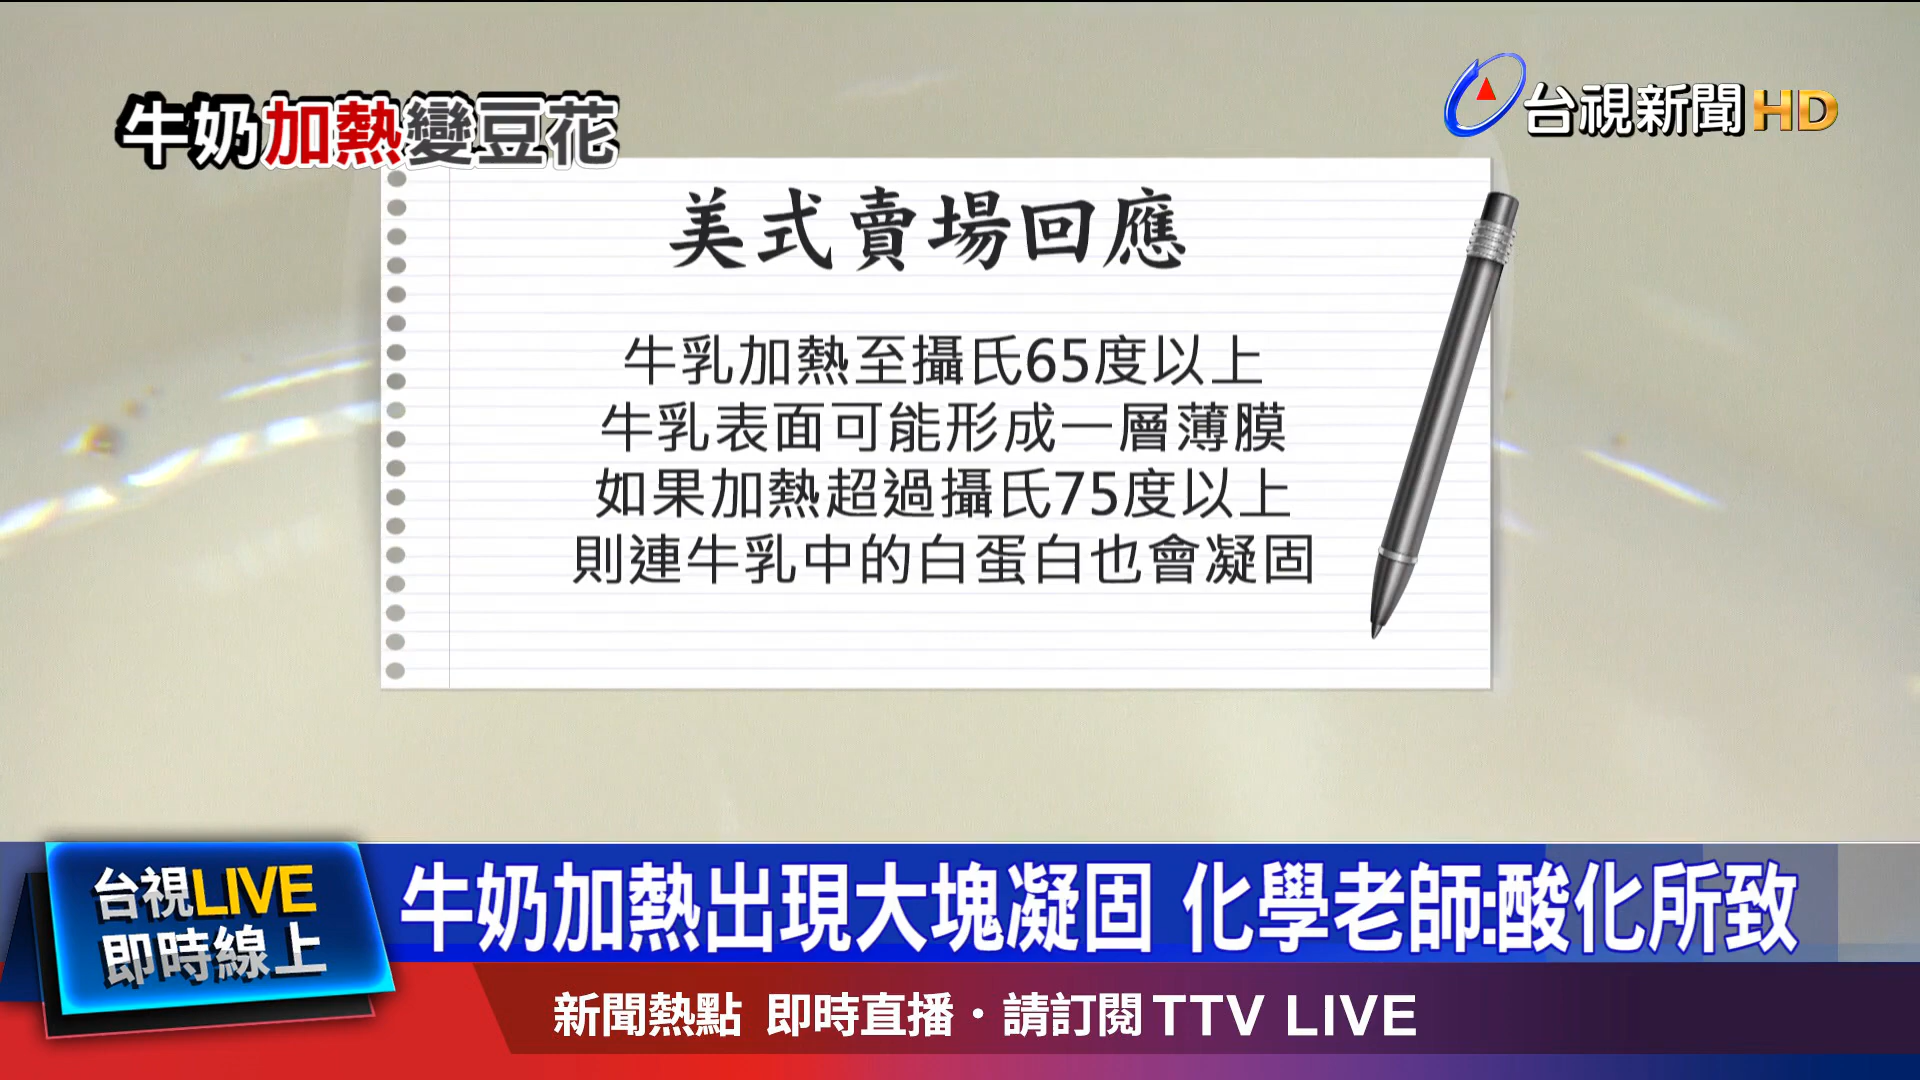 牛奶加熱變豆花
台視新聞HD
美式賣場回應
牛乳加熱至攝氏65度以上
牛乳表面可能形成一層薄膜
如果加熱超過攝氏75度以上
則連牛乳中的白蛋白也會凝固
台視LIVE
即時線上
牛奶加熱出現大塊凝固 化學老師:酸化所致
新聞熱點 即時直播・請訂閱TTV LIVE